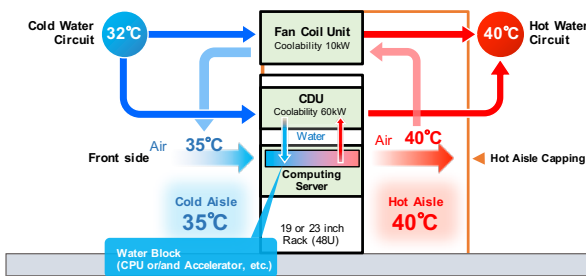 Cold Water
Circuit
32℃
Fan Coil Unit
Coolability 10kW
40℃
Hot Water
Circuit
CDU
Coolability 60kW
Water
Air
35℃
Front side
Air
40℃
Hot Aisle Capping
Computing
Server
Cold Aisle
35℃
Hot Aisle
40℃
19 or 23 inch
Rack (48U)
Water Block
(CPU or/and Accelerator, etc.)